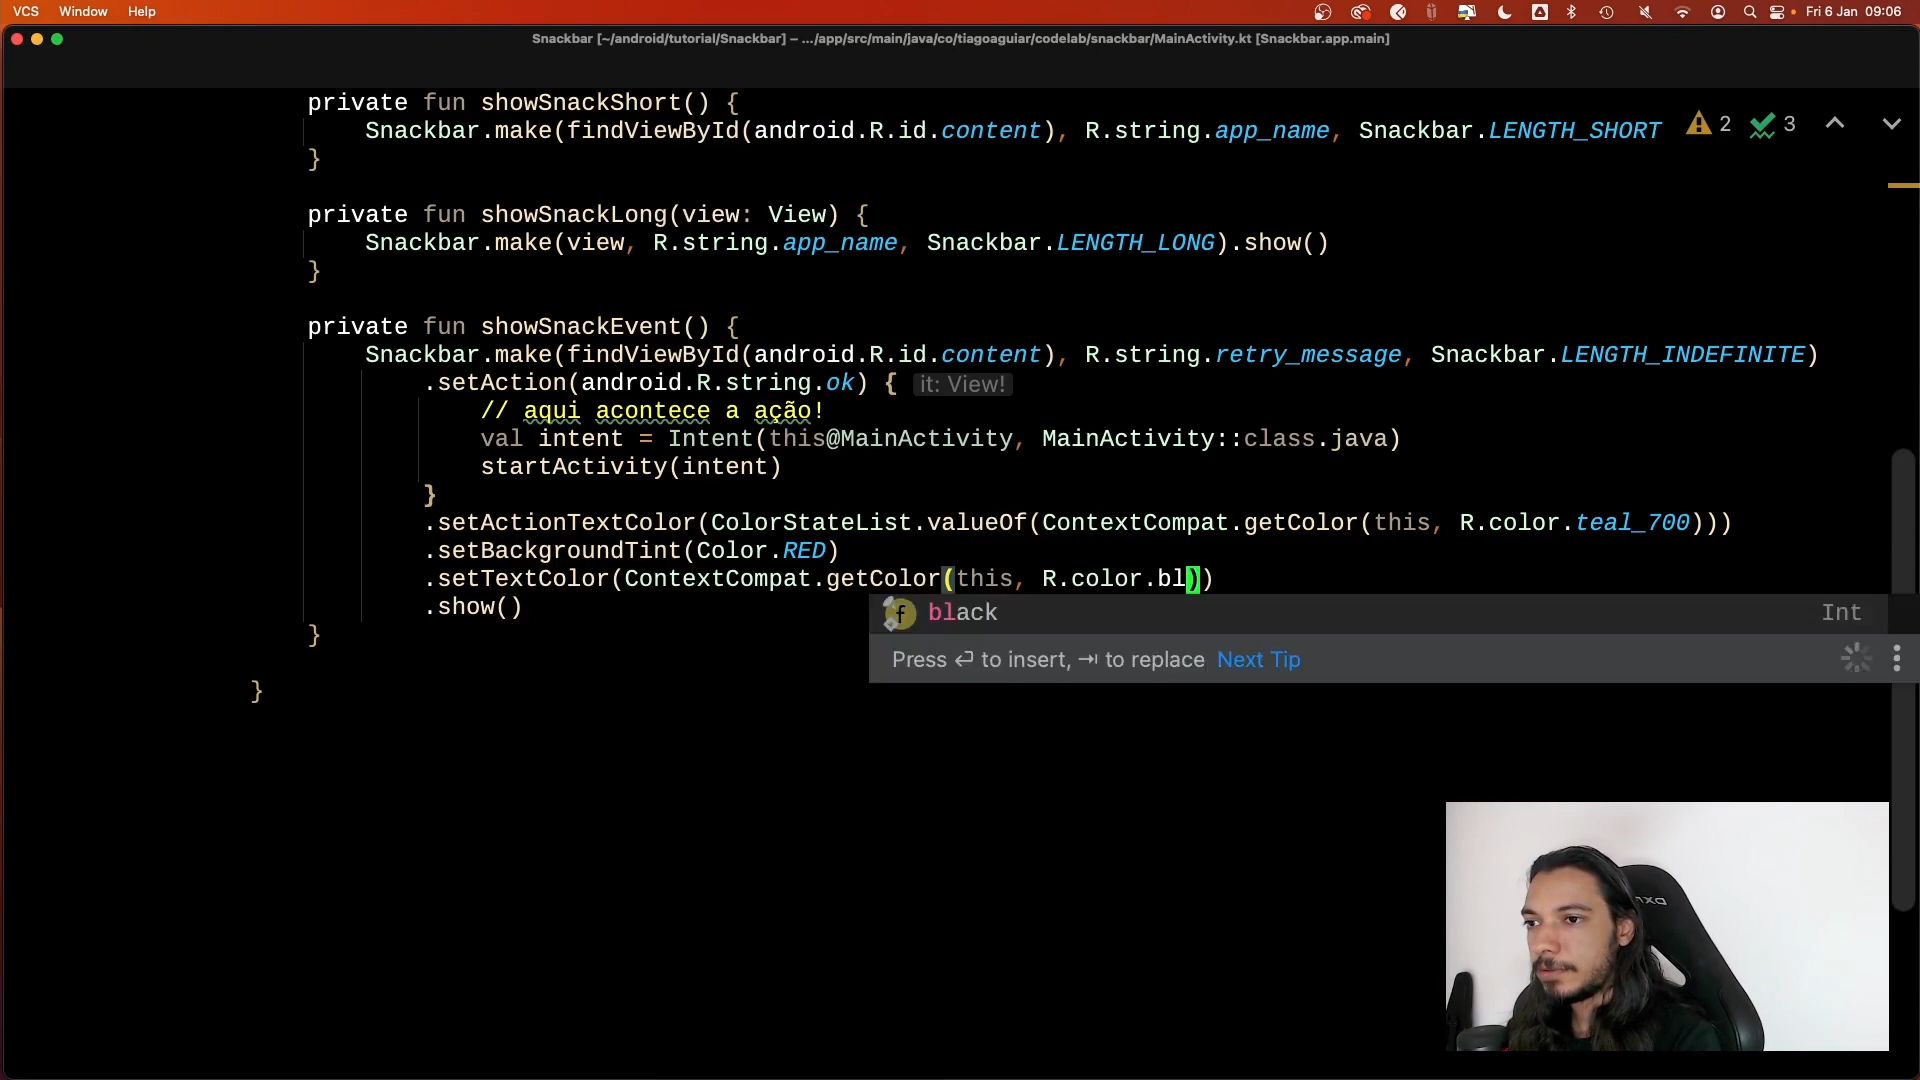 VCS Window Help Fri 6 Jan 09:06
Snackbar [~/android/tutorial/Snackbar] – .../app/src/main/java/co/tiagoaguiar/codelab/snackbar/MainActivity.kt [Snackbar.app.main]
private fun showSnackShort() {
Snackbar.make(findViewById(android.R.id.content), R.string.app_name, Snackbar.LENGTH_SHORT 2 3
}
private fun showSnackLong(view: View) {
Snackbar.make(view, R.string.app_name, Snackbar.LENGTH_LONG).show()
}
private fun showSnackEvent() {
Snackbar.make(findViewById(android.R.id.content), R.string.retry_message, Snackbar.LENGTH_INDEFINITE)
.setAction(android.R.string.ok) { it: View!
// aqui acontece a ação!
val intent = Intent(this@MainActivity, MainActivity::class.java)
startActivity(intent)
}
.setActionTextColor(ColorStateList.valueOf(ContextCompat.getColor(this, R.color.teal_700)))
.setBackgroundTint(Color.RED)
.setTextColor(ContextCompat.getColor(this, R.color.bl))
.show()
f black Int
}
Press ⏎ to insert, ⇥ to replace Next Tip
}